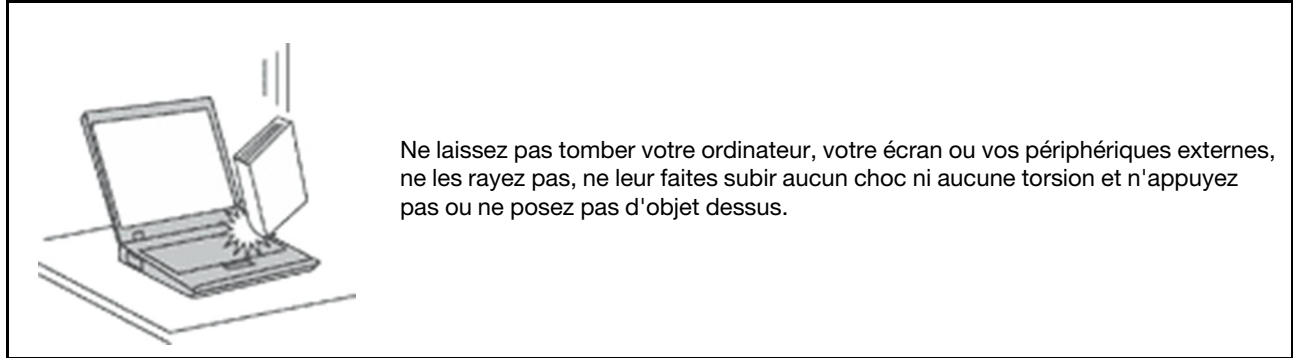 Ne laissez pas tomber votre ordinateur, votre écran ou vos périphériques externes,
ne les rayez pas, ne leur faites subir aucun choc ni aucune torsion et n'appuyez
pas ou ne posez pas d'objet dessus.